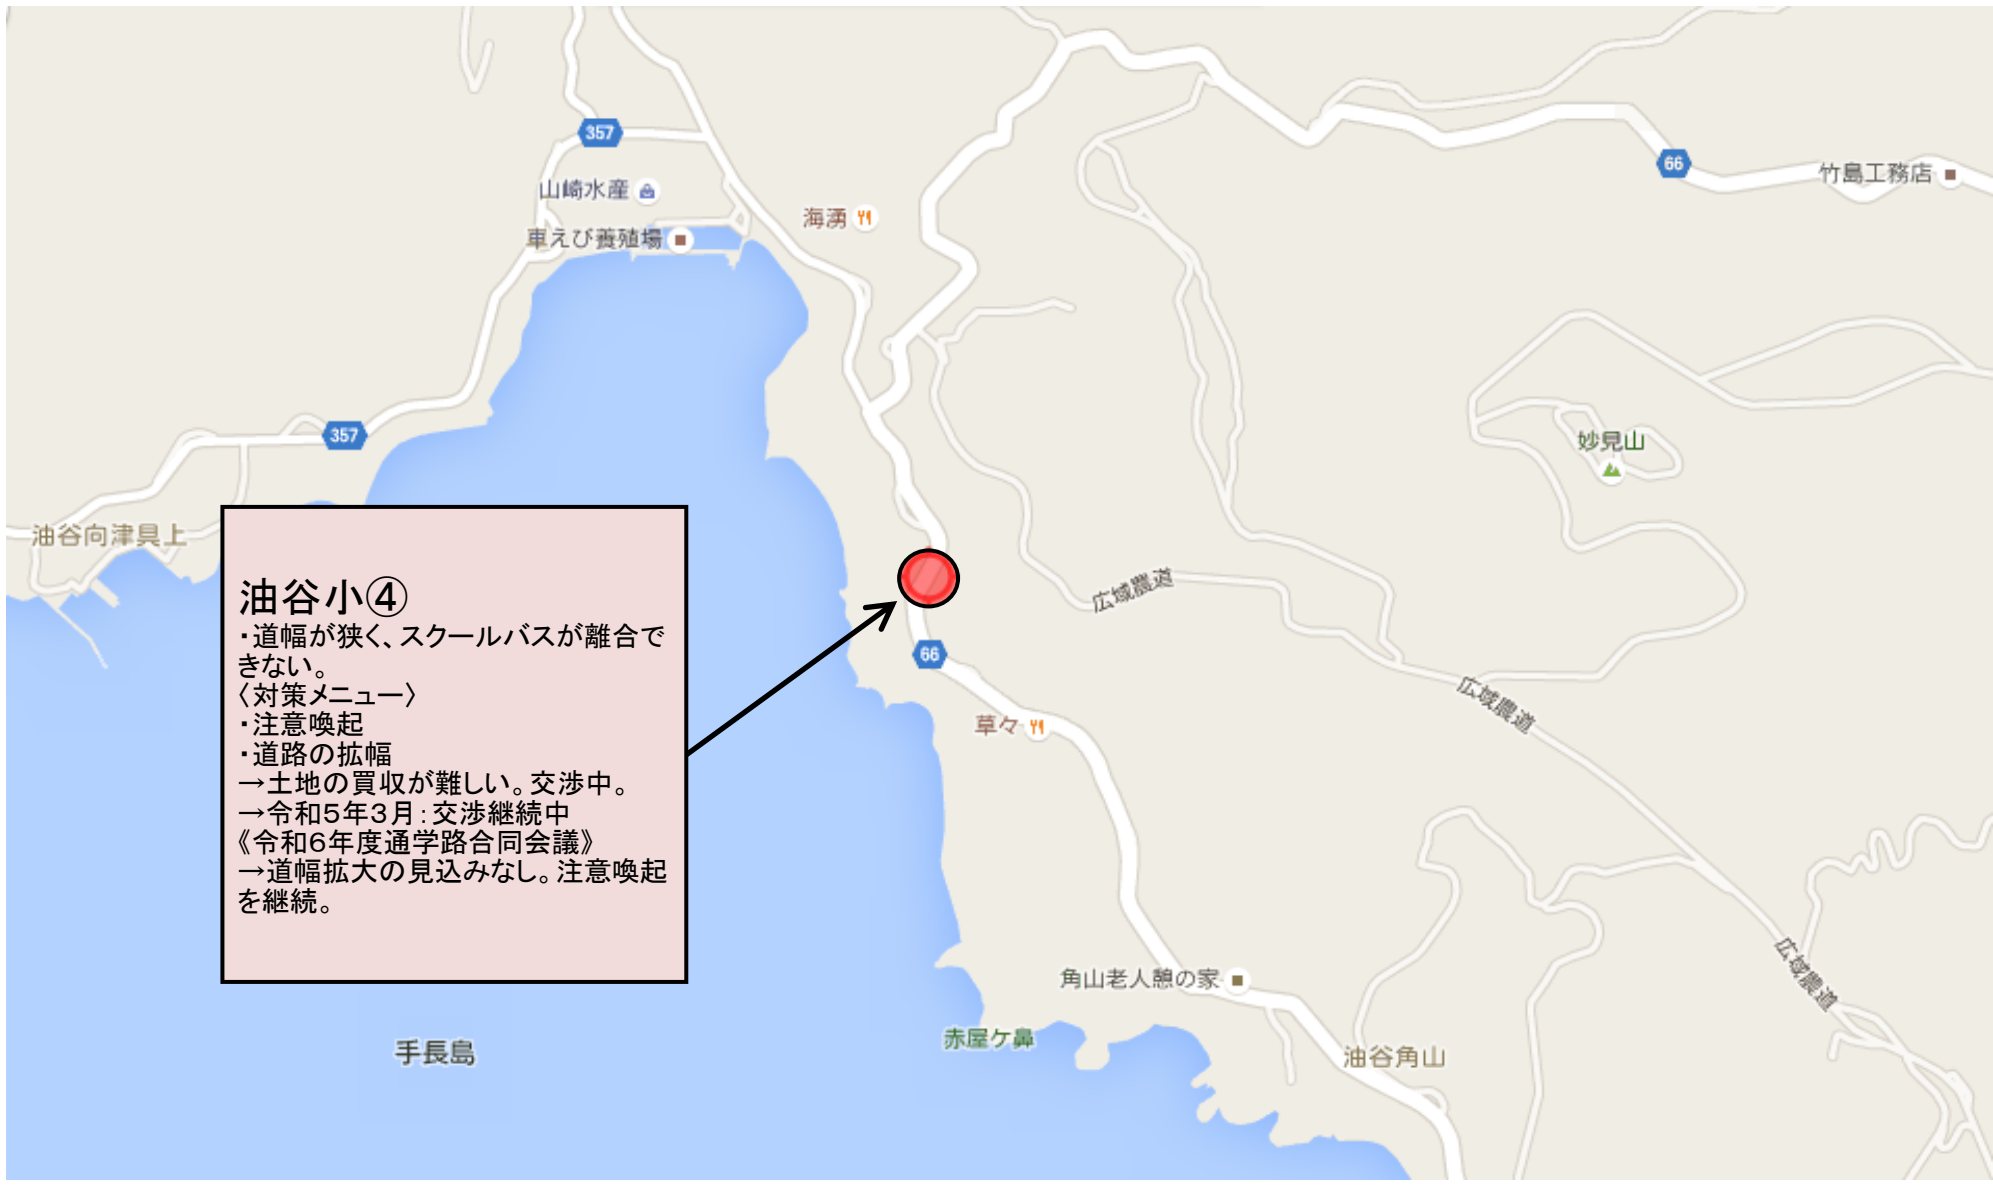 357
66
山崎水産
竹島工務店
海湧
車えび養殖場
357
妙見山
油谷向津具上
油谷小④
・道幅が狭く、スクールバスが離合で
きない。
〈対策メニュー〉
・注意喚起
・道路の拡幅
→土地の買収が難しい。交渉中。
→令和5年3月：交渉継続中
《令和6年度通学路合同会議》
→道幅拡大の見込みなし。注意喚起
を継続。
広域農道
66
広域農道
草々
広域農道
角山老人憩の家
赤屋ケ鼻
手長島
油谷角山